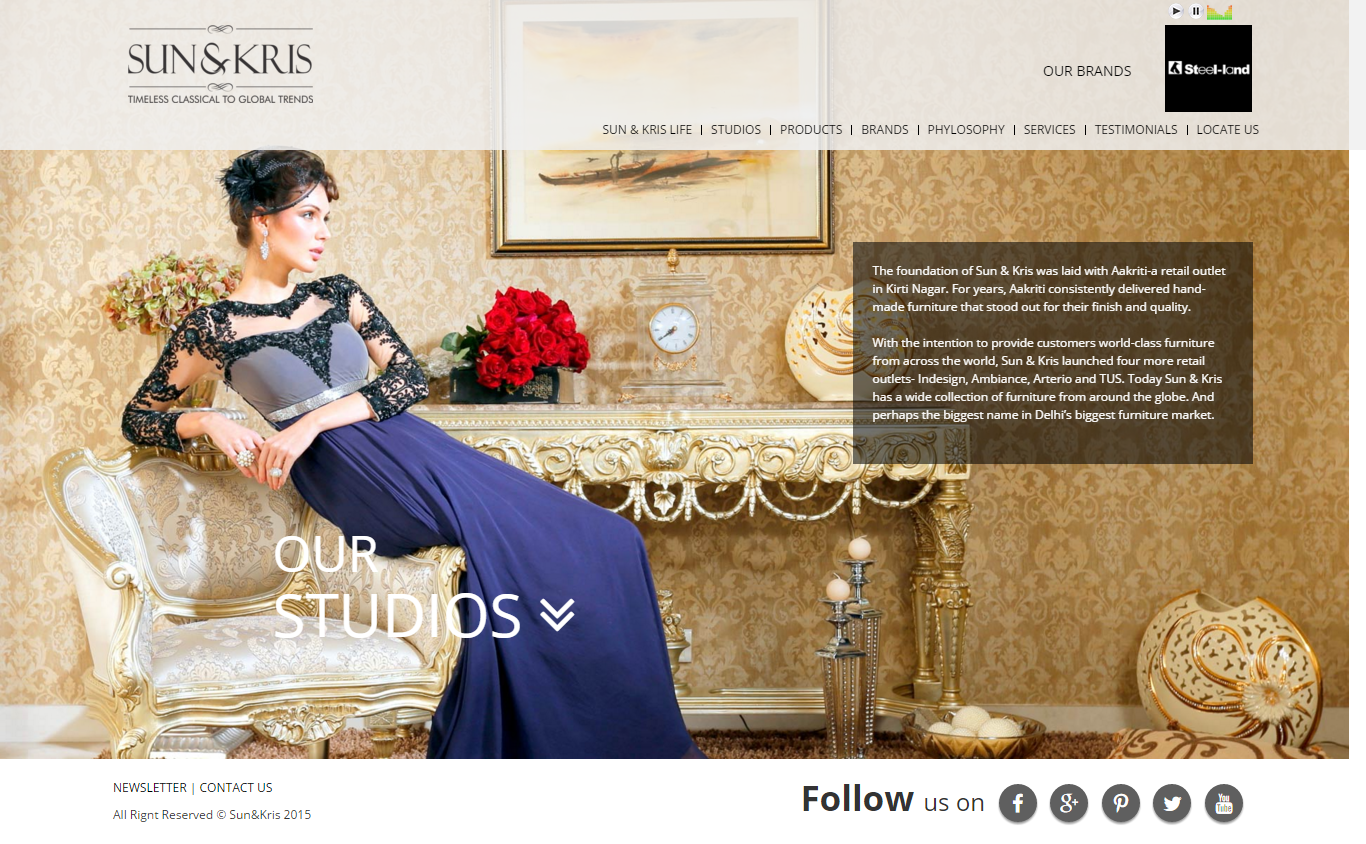 SUN&KRIS
TIMELESS CLASSICAL TO GLOBAL TRENDS
OUR BRANDS
Steel-land
SUN & KRIS LIFE | STUDIOS | PRODUCTS | BRANDS | PHYLOSOPHY | SERVICES | TESTIMONIALS | LOCATE US
The foundation of Sun & Kris was laid with Aakriti-a retail outlet
in Kirti Nagar. For years, Aakriti consistently delivered hand-
made furniture that stood out for their finish and quality.
With the intention to provide customers world-class furniture
from across the world, Sun & Kris launched four more retail
outlets- Indesign, Ambiance, Arterio and TUS. Today Sun & Kris
has a wide collection of furniture from around the globe. And
perhaps the biggest name in Delhi's biggest furniture market.
OUR
STUDIOS
NEWSLETTER | CONTACT US
All Rignt Reserved © Sun&Kris 2015
Follow us on
You
Tube